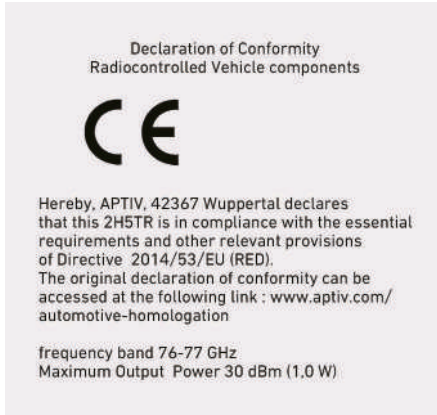 Declaration of Conformity
Radiocontrolled Vehicle components
CE
Hereby, APTIV, 42367 Wuppertal declares
that this 2H5TR is in compliance with the essential
requirements and other relevant provisions
of Directive 2014/53/EU (RED).
The original declaration of conformity can be
accessed at the following link : www.aptiv.com/
automotive-homologation
frequency band 76-77 GHz
Maximum Output Power 30 dBm (1,0 W)